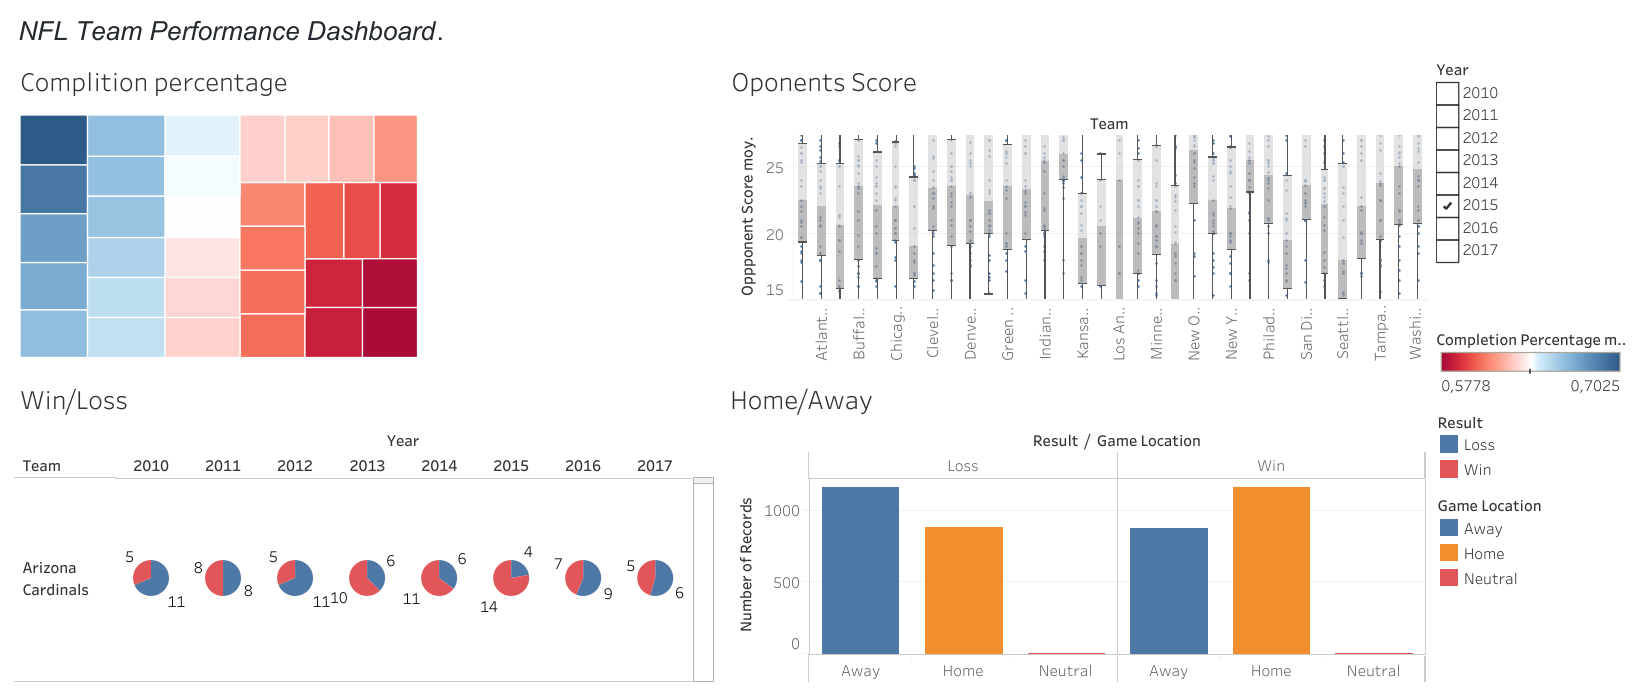 NFL Team Performance Dashboard.
Complition percentage
Oponents Score
Team
Oppponent Score moy.
25
20
15
Atlant..
Buffal..
Chicag..
Clevel..
Denve..
Green ..
Indian..
Kansa..
Los An..
Minne..
New O..
New Y..
Philad..
San Di..
Seattl..
Tampa..
Washi..
Year
2010
2011
2012
2013
2014
2015
2016
2017
Completion Percentage m..
0,5778 0,7025
Result
Loss
Win
Game Location
Away
Home
Neutral
Win/Loss
Year
Team 2010 2011 2012 2013 2014 2015 2016 2017
Arizona
Cardinals
5 11
8 8
5 11
10 6
11 6
14 4
7 9
5 6
Home/Away
Result / Game Location
Loss Win
Number of Records
1000
500
0
Away Home Neutral Away Home Neutral